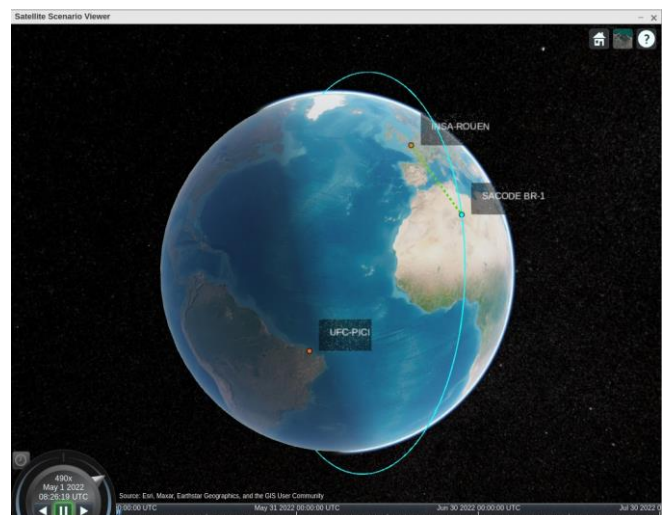 Satellite Scenario Viewer
?
INSA-ROUEN
SACODE BR-1
UFC-PICI
490x
May 1 2022
08:26:19 UTC
Source: Esri, Maxar, Earthstar Geographics, and the GIS User Community
0:00:00 UTC
May 31 2022 00:00:00 UTC
Jun 30 2022 00:00:00 UTC
Jul 30 2022 0